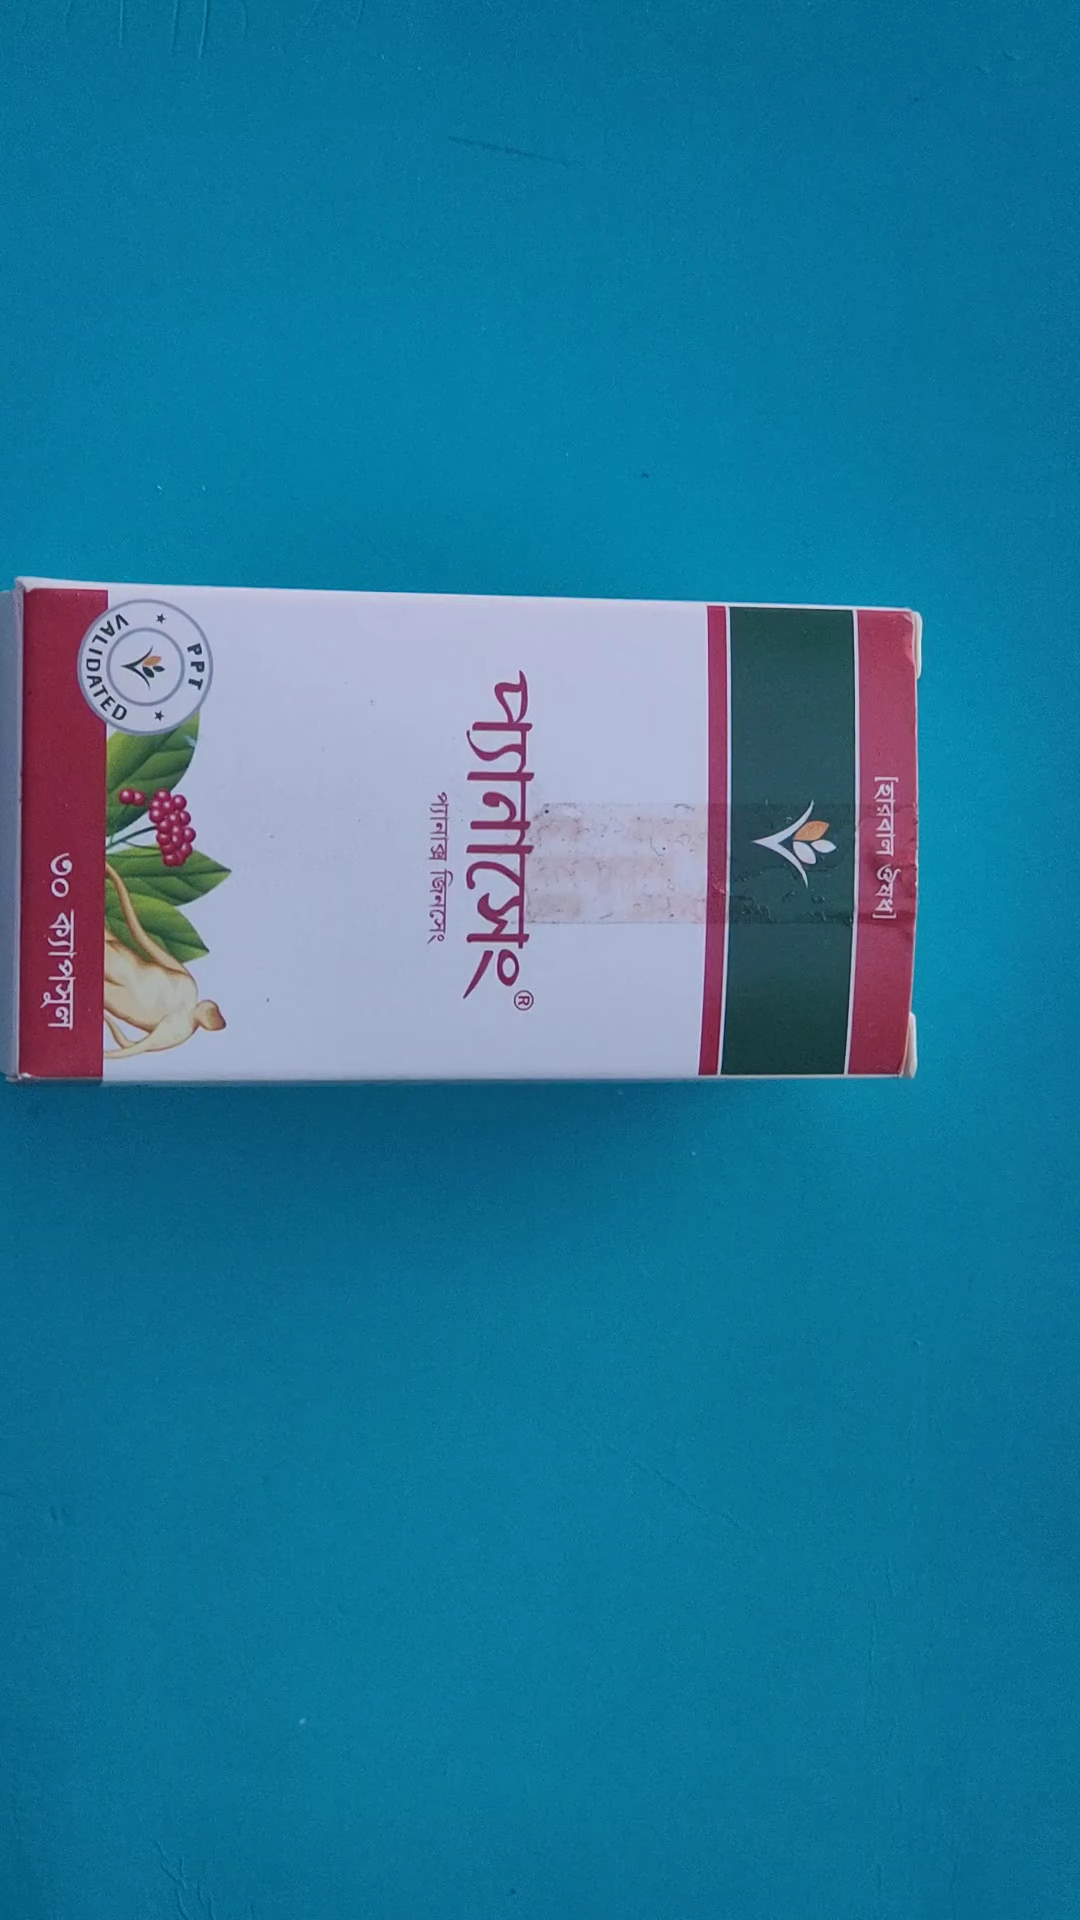 [হারবাল ঔষধ]
প্যানাসেং®
প্যানাক্স জিনসেং
PPT
VALIDATED
৩০ ক্যাপসুল